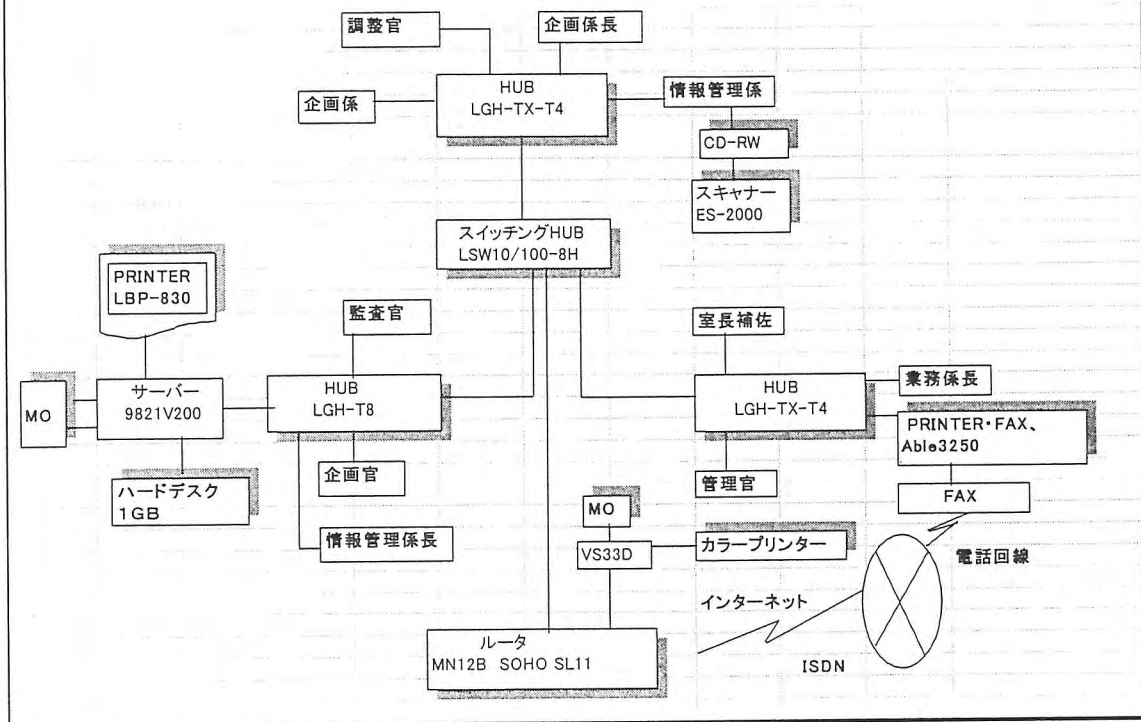 調整官
企画係長
HUB
LGH-TX-T4
企画係
情報管理係
CD-RW
スキャナー
ES-2000
スイッチングHUB
LSW10/100-8H
PRINTER
LBP-830
監査官
室長補佐
サーバー
9821V200
MO
HUB
LGH-T8
HUB
LGH-TX-T4
業務係長
PRINTER・FAX、
Able3250
企画官
管理官
FAX
ハードデスク
1GB
MO
情報管理係長
VS33D
カラープリンター
電話回線
インターネット
ルータ
MN12B SOHO SL11
ISDN